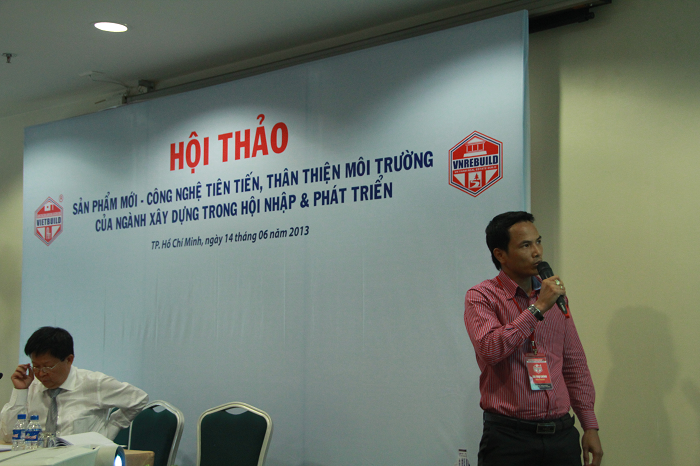 HỘI THẢO
SẢN PHẨM MỚI - CÔNG NGHỆ TIÊN TIẾN, THÂN THIỆN MÔI TRƯỜNG
CỦA NGÀNH XÂY DỰNG TRONG HỘI NHẬP & PHÁT TRIỂN
TP. Hồ Chí Minh, ngày 14 tháng 06 năm 2013
VIETBUILD
®
VNREBUILD